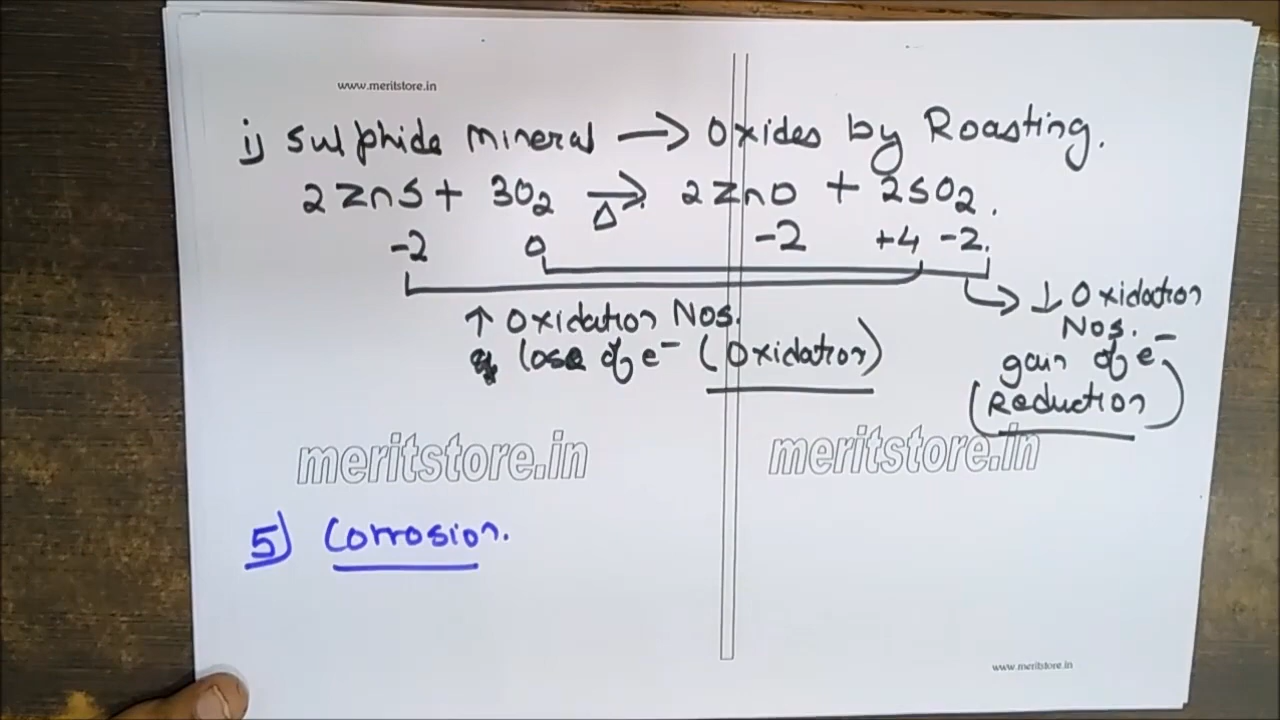 www.meritstore.in
i) Sulphide Mineral → Oxides by Roasting.
2ZnS + 3O2 →Δ 2ZnO + 2SO2.
-2 0 -2 +4 -2.
↑ Oxidation Nos.
lose of e⁻ (Oxidation)
→ ↓ Oxidation
Nos.
gain of e⁻
(Reduction)
meritstore.in meritstore.in
5) Corrosion.
www.meritstore.in